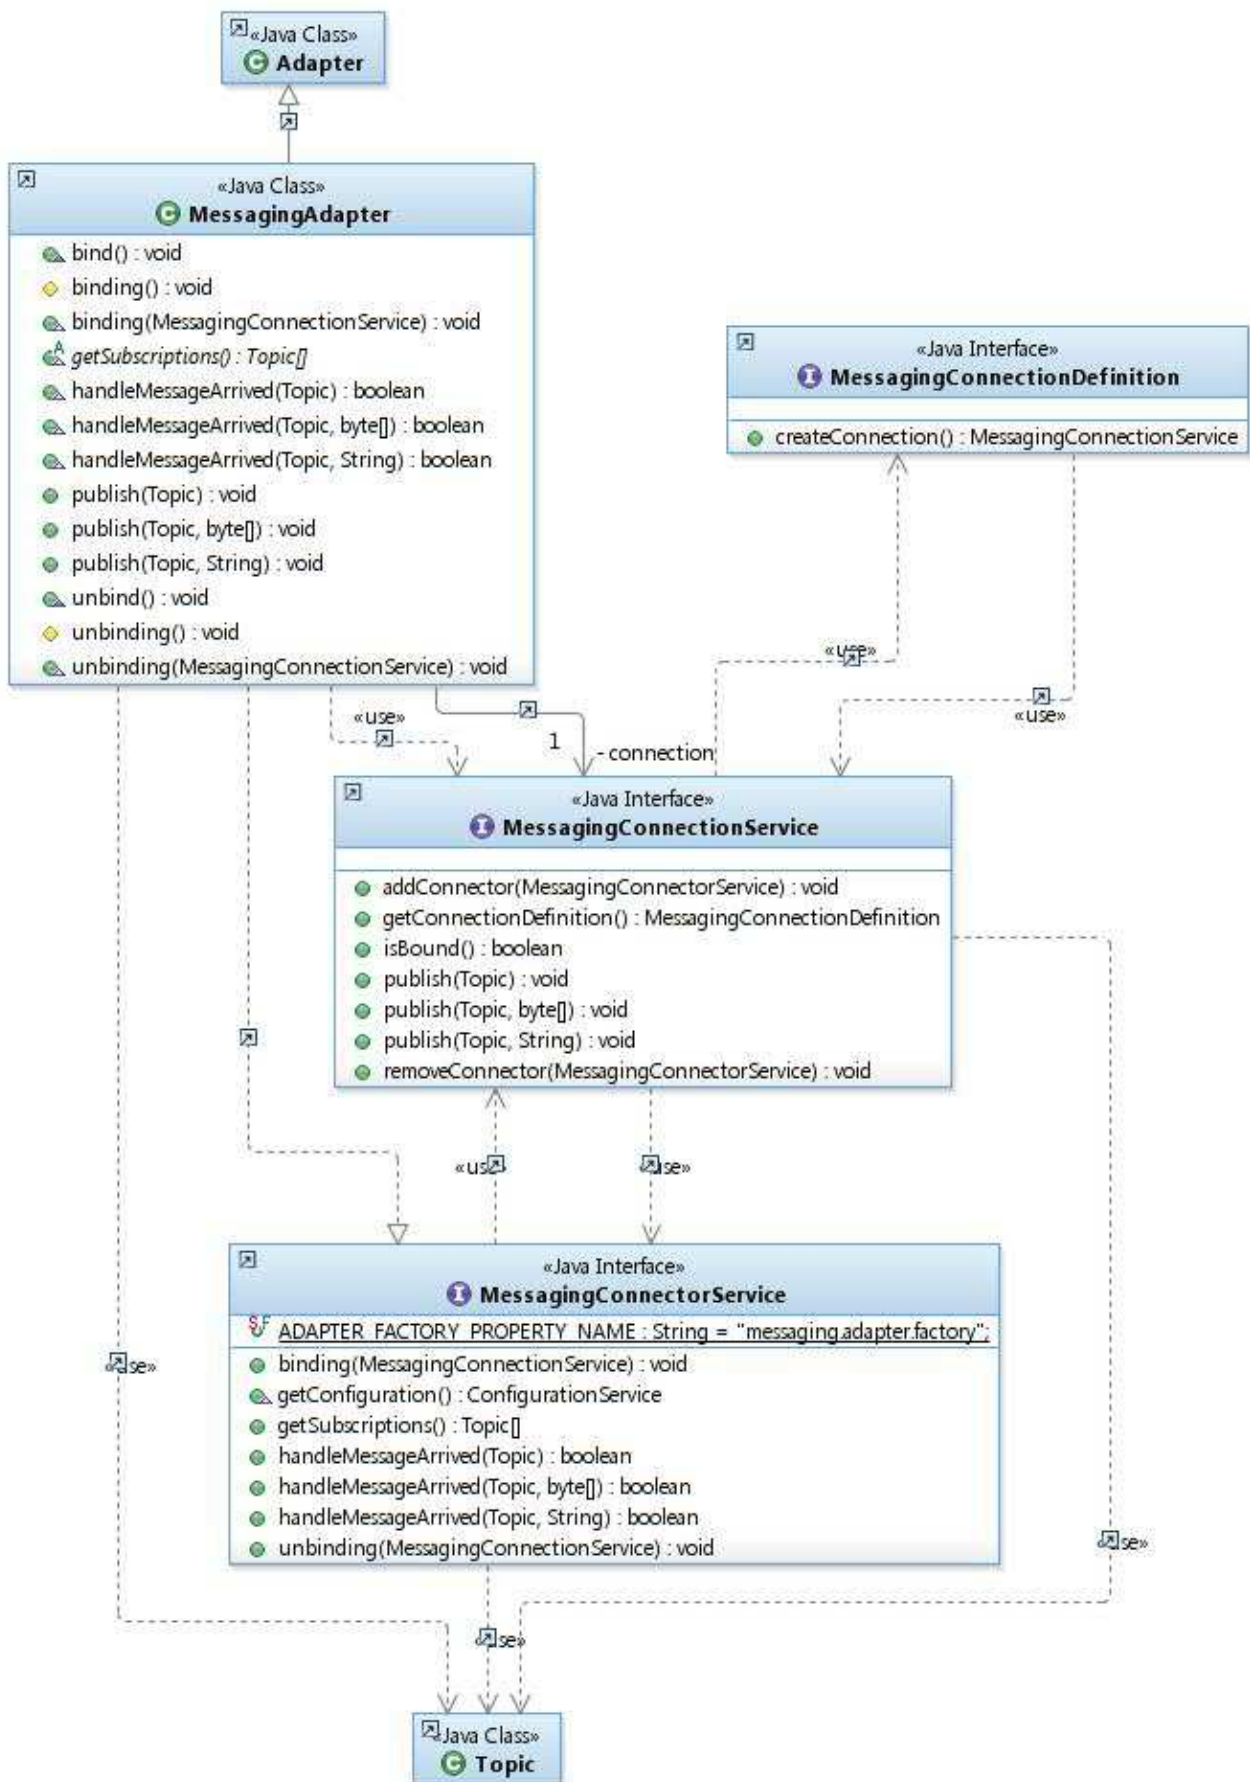 «Java Class»
Adapter
«Java Class»
MessagingAdapter
bind() : void
binding() : void
binding(MessagingConnectionService) : void
getSubscriptions() : Topic[]
handleMessageArrived(Topic) : boolean
handleMessageArrived(Topic, byte[]) : boolean
handleMessageArrived(Topic, String) : boolean
publish(Topic) : void
publish(Topic, byte[]) : void
publish(Topic, String) : void
unbind() : void
unbinding() : void
unbinding(MessagingConnectionService) : void
«Java Interface»
MessagingConnectionDefinition
createConnection() : MessagingConnectionService
«use»
«use»
«use»
1
- connection
«Java Interface»
MessagingConnectionService
addConnector(MessagingConnectorService) : void
getConnectionDefinition() : MessagingConnectionDefinition
isBound() : boolean
publish(Topic) : void
publish(Topic, byte[]) : void
publish(Topic, String) : void
removeConnector(MessagingConnectorService) : void
«use»
«use»
«Java Interface»
MessagingConnectorService
ADAPTER_FACTORY_PROPERTY_NAME : String = "messaging.adapter.factory";
binding(MessagingConnectionService) : void
getConfiguration() : ConfigurationService
getSubscriptions() : Topic[]
handleMessageArrived(Topic) : boolean
handleMessageArrived(Topic, byte[]) : boolean
handleMessageArrived(Topic, String) : boolean
unbinding(MessagingConnectionService) : void
«use»
«use»
«use»
«Java Class»
Topic